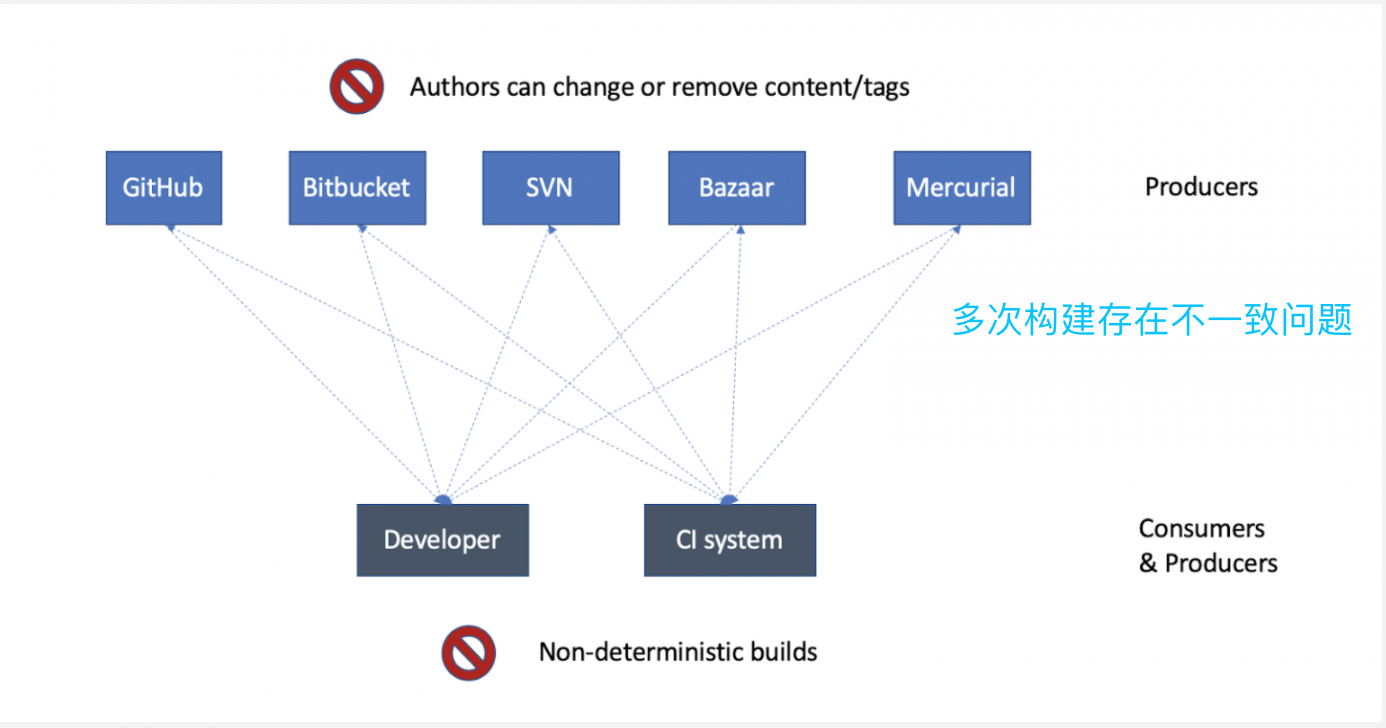 Authors can change or remove content/tags
GitHub
Bitbucket
SVN
Bazaar
Mercurial
Producers
多次构建存在不一致问题
Developer
CI system
Consumers
& Producers
Non-deterministic builds